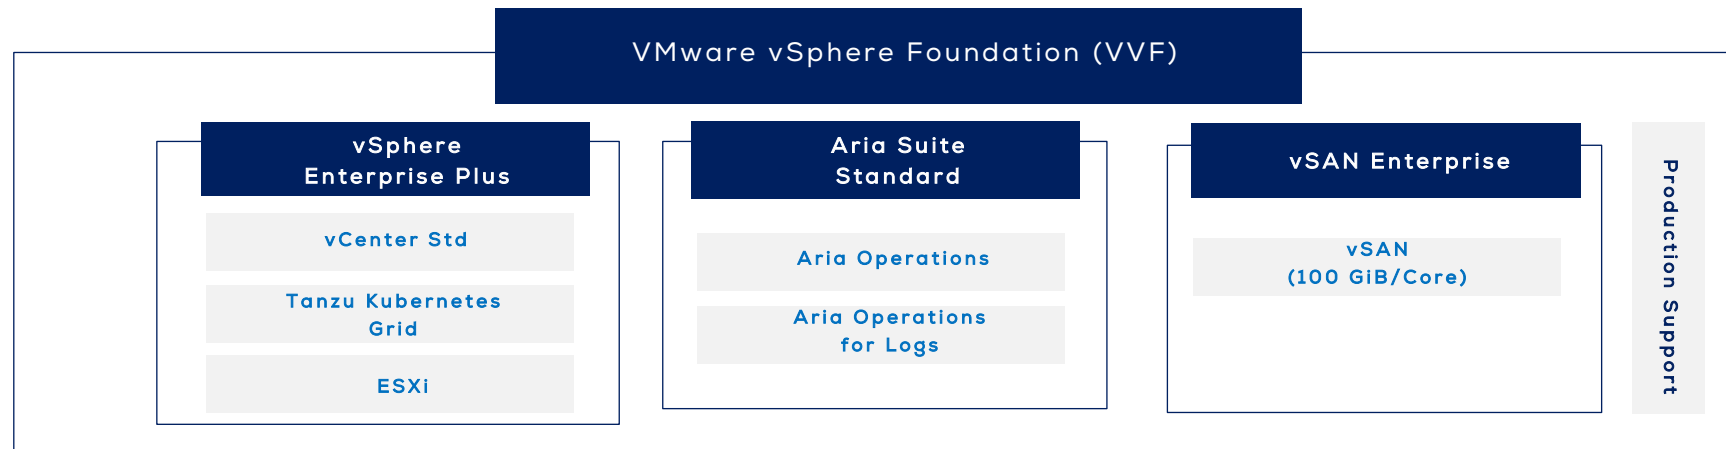 VMware vSphere Foundation (VVF)
vSphere
Enterprise Plus
vCenter Std
Tanzu Kubernetes
Grid
ESXi
Aria Suite
Standard
Aria Operations
Aria Operations
for Logs
vSAN Enterprise
vSAN
(100 GiB/Core)
Production Support